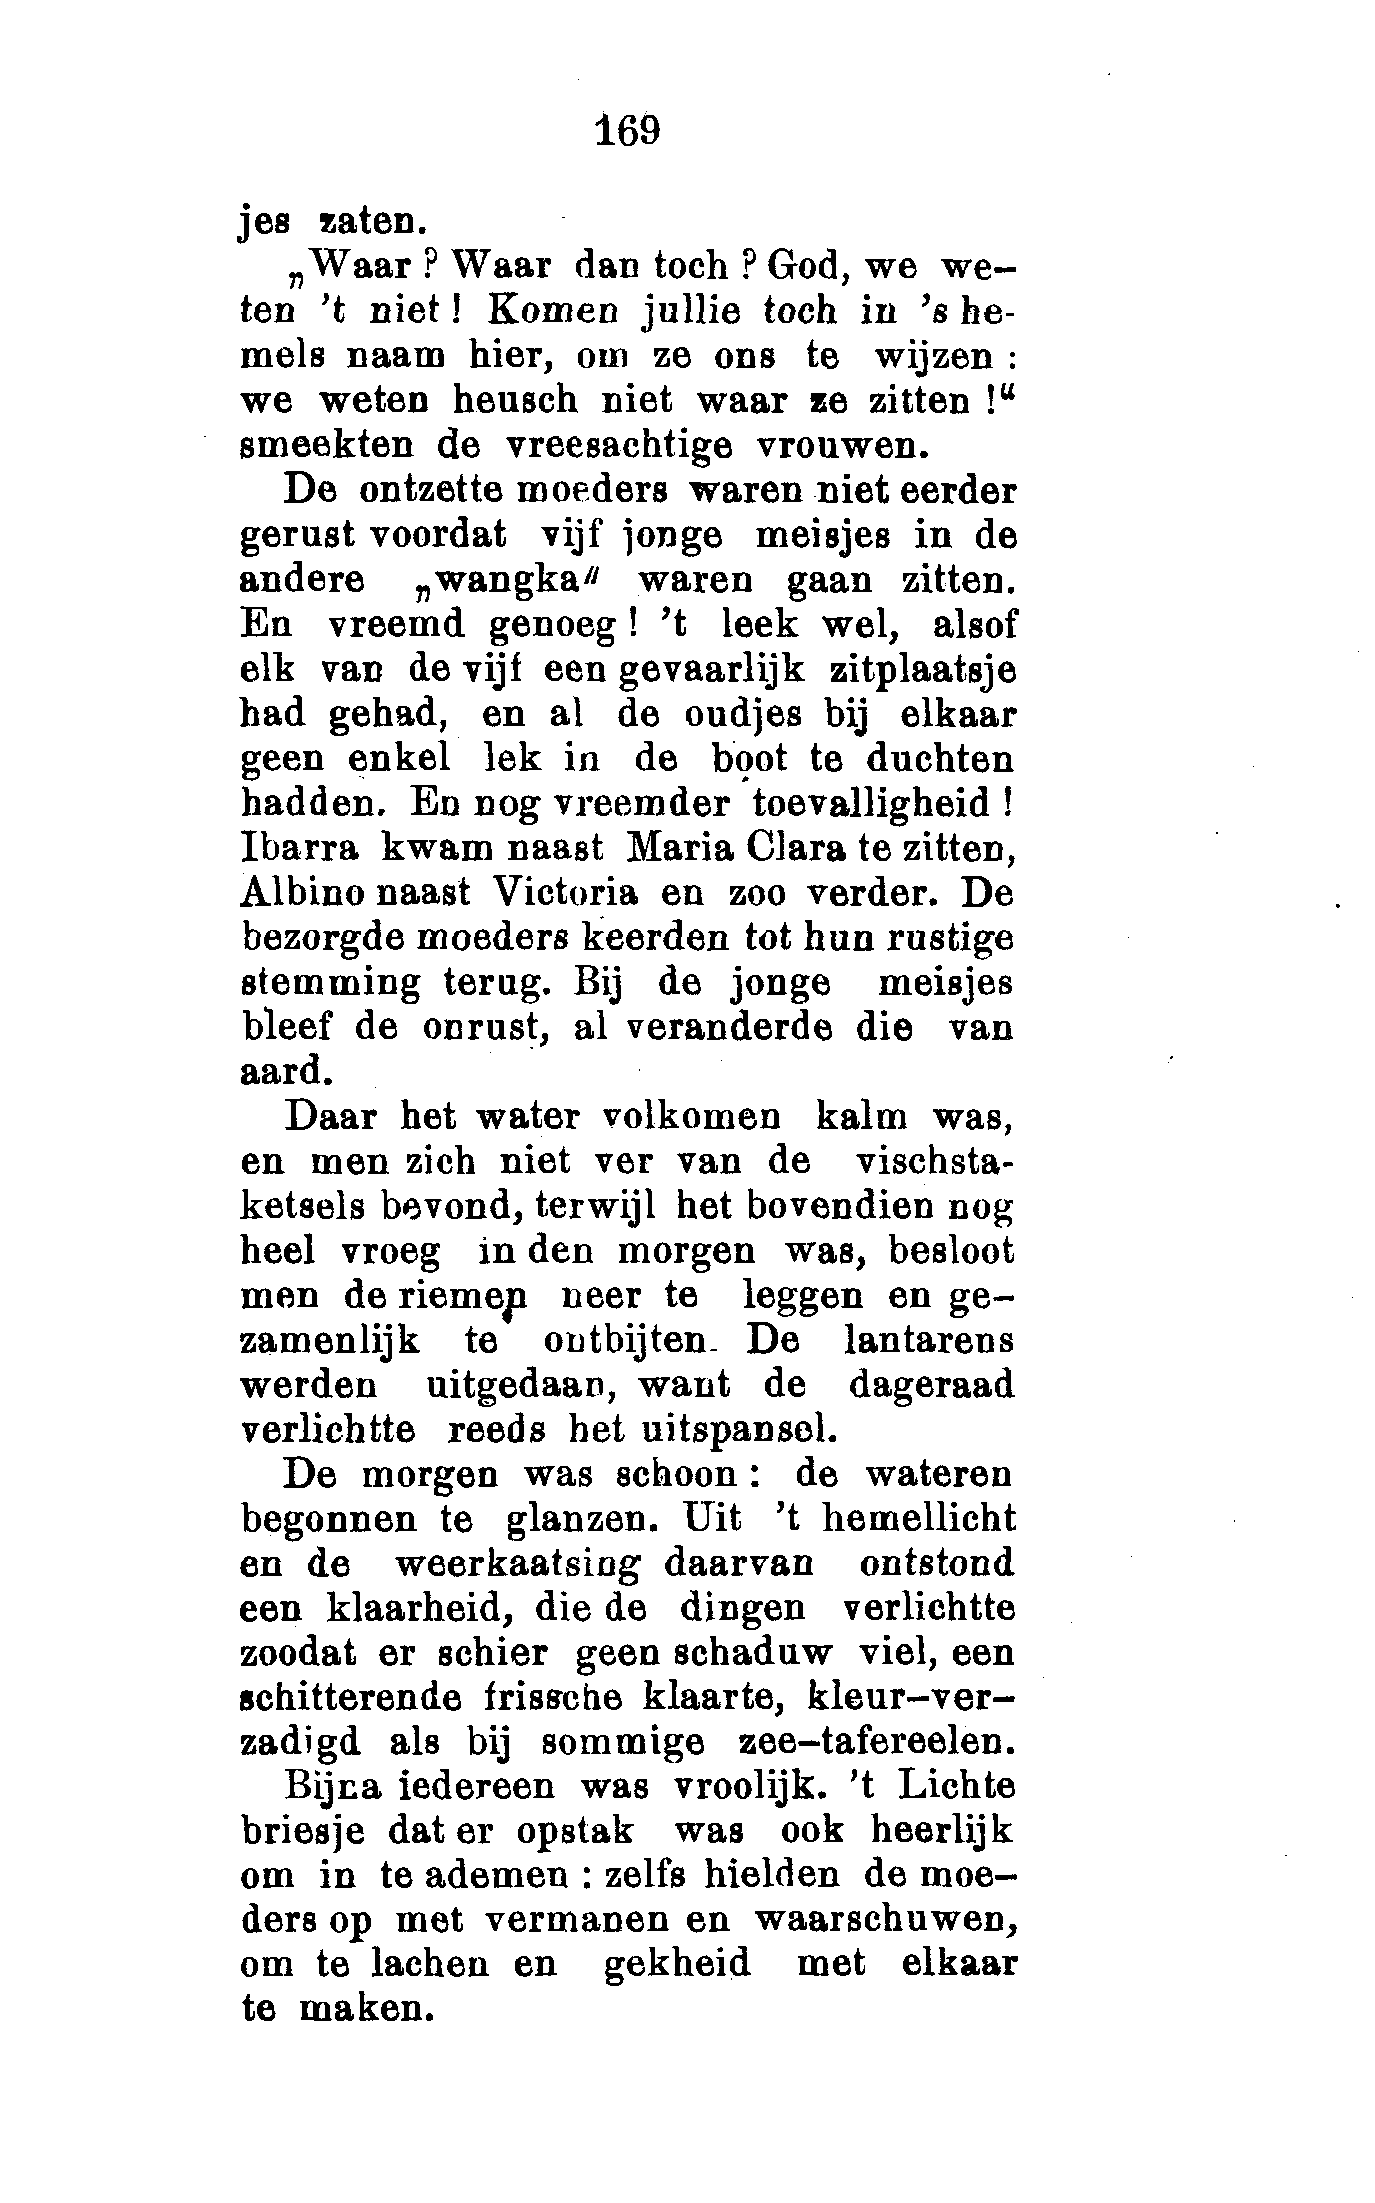 169
jes zaten.
„Waar ? Waar dan toch ? God, we we-
ten 't niet ! Komen jullie toch in 's he-
mels naam hier, om ze ons te wijzen :
we weten heusch niet waar ze zitten !“
smeekten de vreesachtige vrouwen.
De ontzette moeders waren niet eerder
gerust voordat vijf jonge meisjes in de
andere „wangka" waren gaan zitten.
En vreemd genoeg ! 't leek wel, alsof
elk van de vijf een gevaarlijk zitplaatsje
had gehad, en al de oudjes bij elkaar
geen enkel lek in de boot te duchten
hadden. En nog vreemder toevalligheid !
Ibarra kwam naast Maria Clara te zitten,
Albino naast Victoria en zoo verder. De
bezorgde moeders keerden tot hun rustige
stemming terug. Bij de jonge meisjes
bleef de onrust, al veranderde die van
aard.
Daar het water volkomen kalm was,
en men zich niet ver van de vischsta-
ketsels bevond, terwijl het bovendien nog
heel vroeg in den morgen was, besloot
men de riemen neer te leggen en ge-
zamenlijk te ontbijten. De lantarens
werden uitgedaan, want de dageraad
verlichtte reeds het uitspansel.
De morgen was schoon : de wateren
begonnen te glanzen. Uit 't hemellicht
en de weerkaatsing daarvan ontstond
een klaarheid, die de dingen verlichtte
zoodat er schier geen schaduw viel, een
schitterende frissche klaarte, kleur-ver-
zadigd als bij sommige zee-tafereelen.
Bijna iedereen was vroolijk. 't Lichte
briesje dat er opstak was ook heerlijk
om in te ademen : zelfs hielden de moe-
ders op met vermanen en waarschuwen,
om te lachen en gekheid met elkaar
te maken.